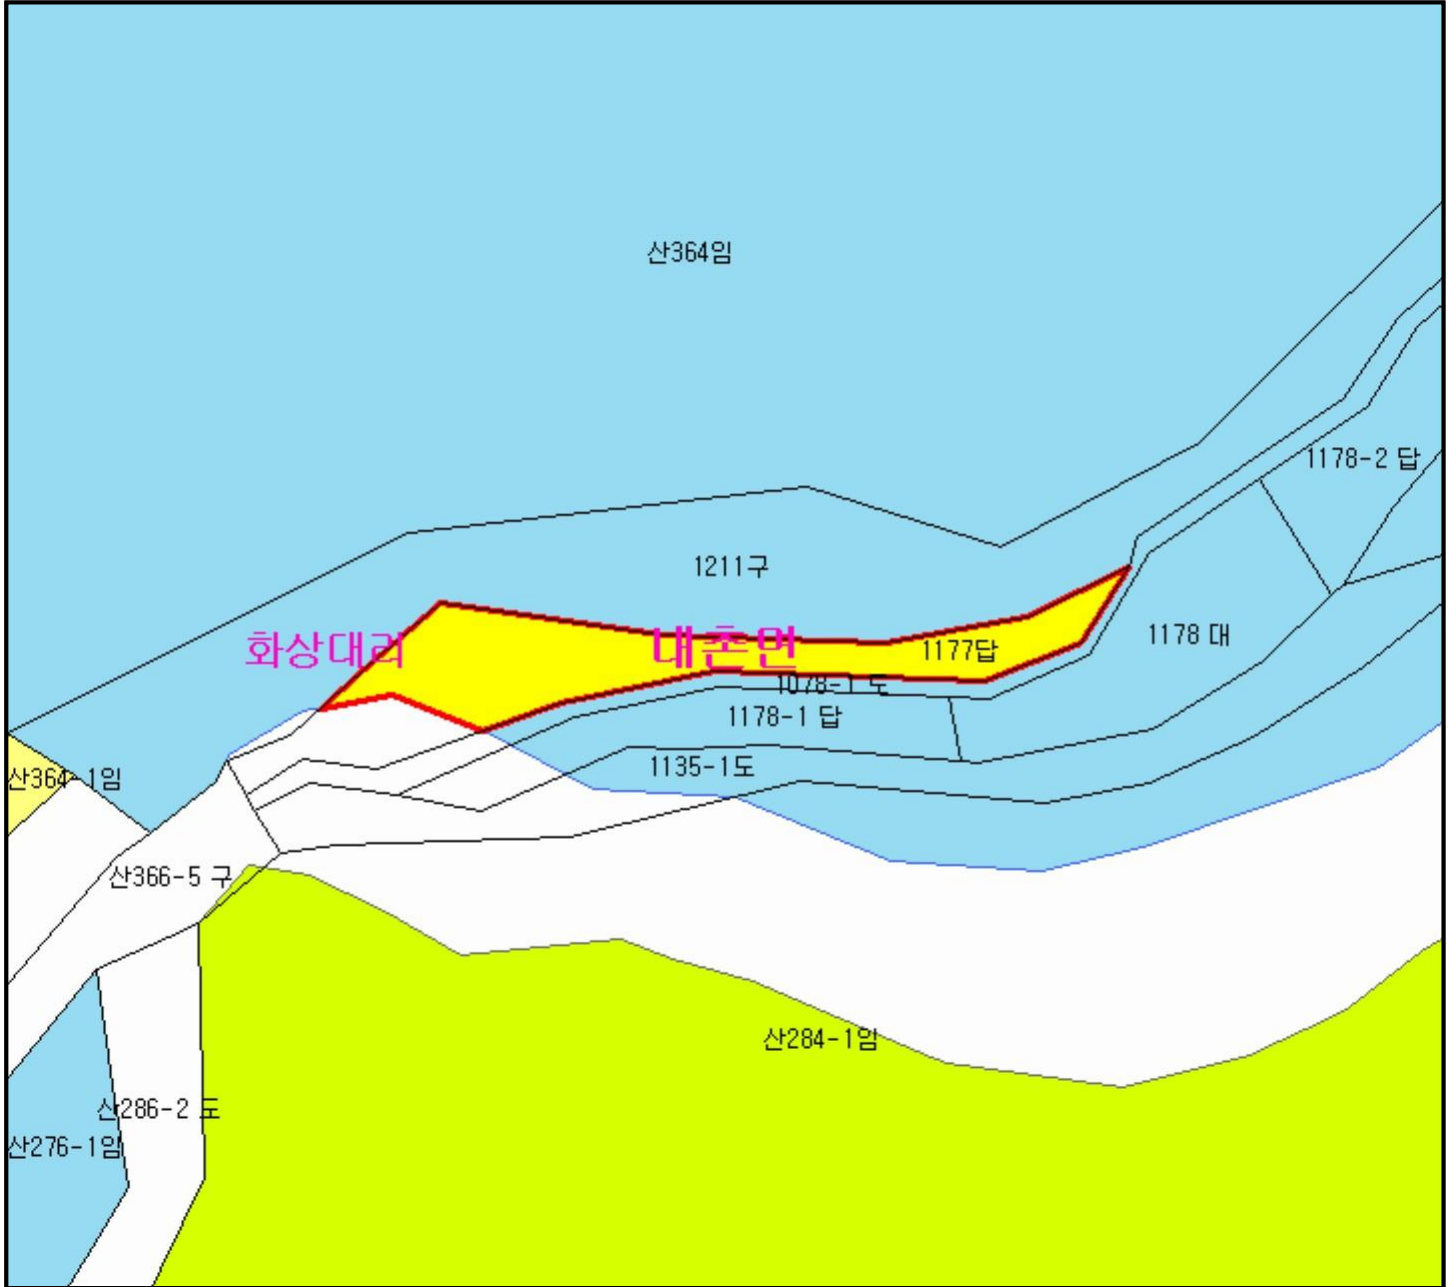 산364임
1178-2 답
1211구
1178 대
화상대리
내촌면
1177답
1078-1 도
1178-1 답
1135-1도
산364-1임
산366-5 구
산284-1임
산286-2 도
산276-1임